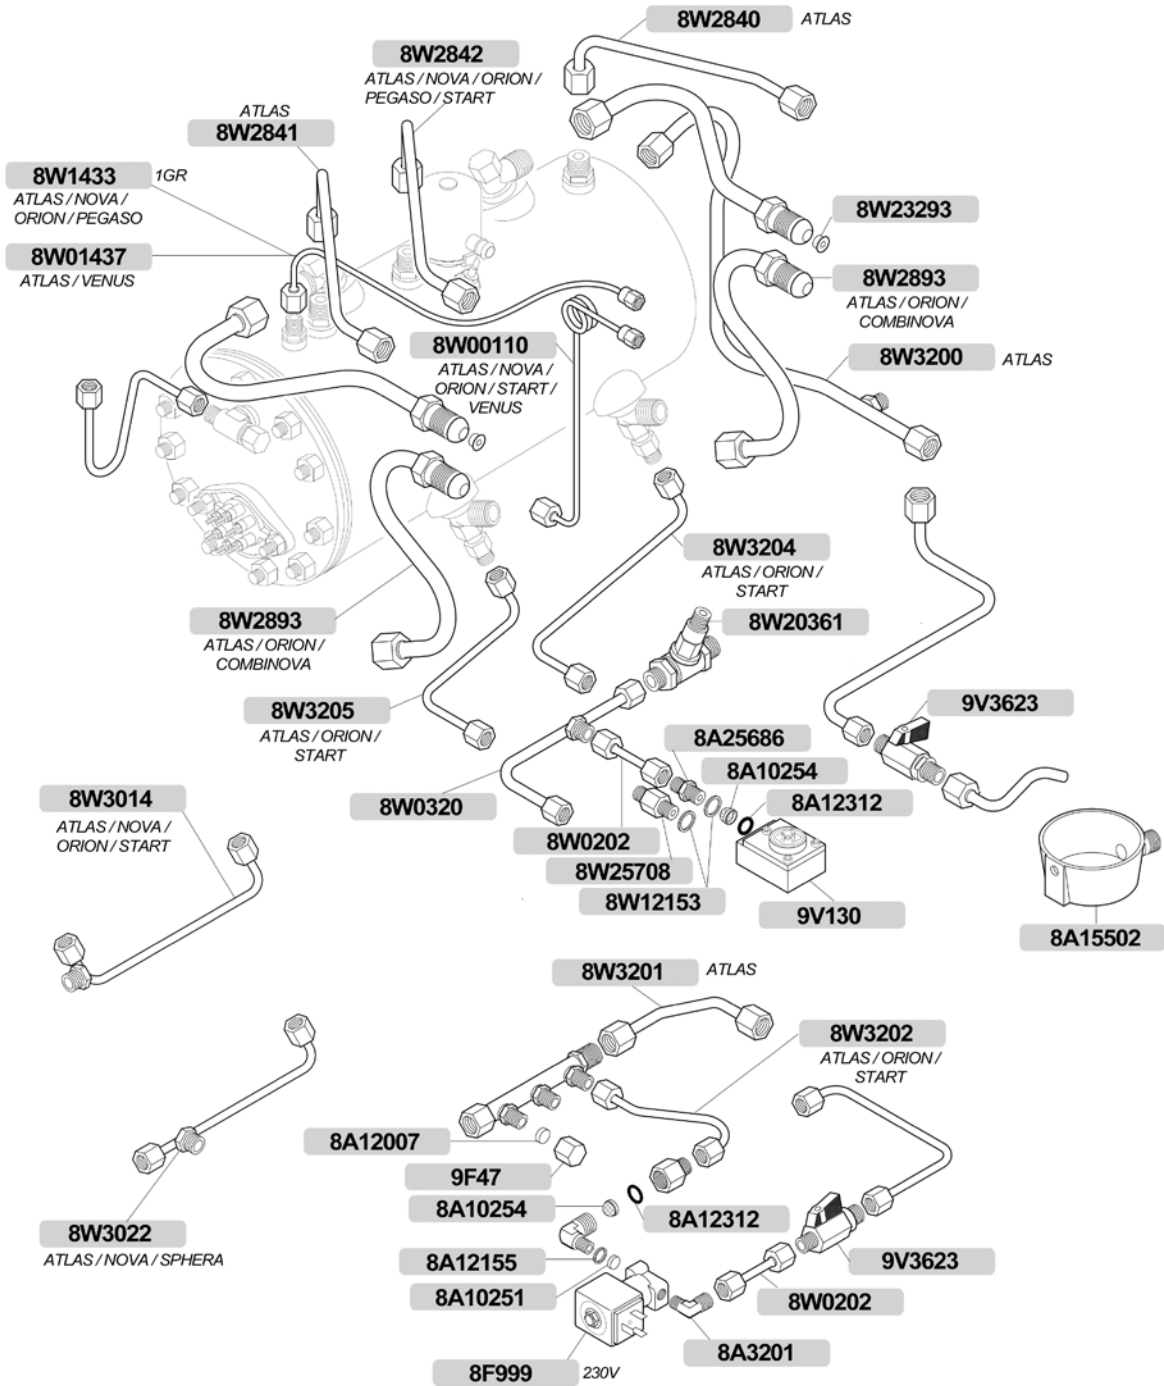 8W2840 ATLAS
8W2842
ATLAS / NOVA / ORION /
PEGASO / START
ATLAS
8W2841
8W1433 1GR
ATLAS / NOVA /
ORION / PEGASO
8W01437
ATLAS / VENUS
8W23293
8W2893
ATLAS / ORION /
COMBINOVA
8W00110
ATLAS / NOVA /
ORION / START /
VENUS
8W3200 ATLAS
8W3204
ATLAS / ORION /
START
8W2893
ATLAS / ORION /
COMBINOVA
8W20361
8W3205
ATLAS / ORION /
START
9V3623
8A25686
8A10254
8A12312
8W0320
8W3014
ATLAS / NOVA /
ORION / START
8W0202
8W25708
8W12153
9V130
8A15502
8W3201 ATLAS
8W3202
ATLAS / ORION /
START
8A12007
9F47
8A10254
8A12312
8W3022
ATLAS / NOVA / SPHERA
8A12155
9V3623
8A10251
8W0202
8A3201
8F999 230V